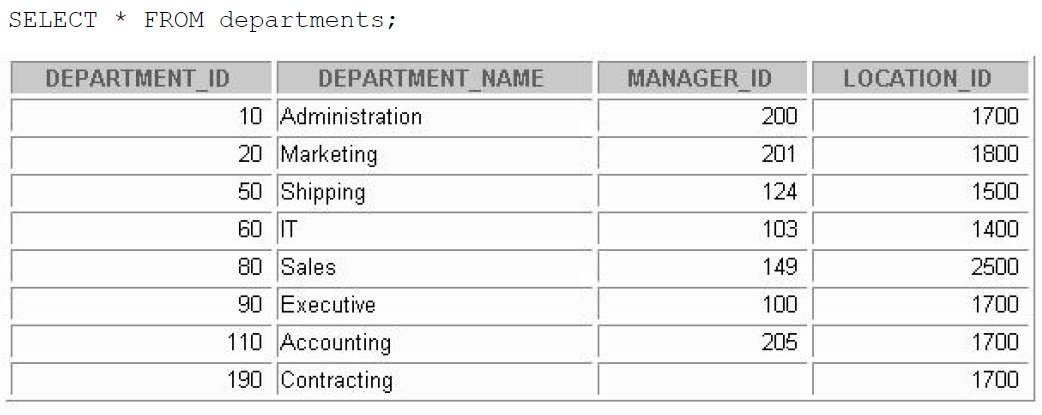 SELECT * FROM departments;
DEPARTMENT_ID DEPARTMENT_NAME MANAGER_ID LOCATION_ID
10 Administration 200 1700
20 Marketing 201 1800
50 Shipping 124 1500
60 IT 103 1400
80 Sales 149 2500
90 Executive 100 1700
110 Accounting 205 1700
190 Contracting 1700